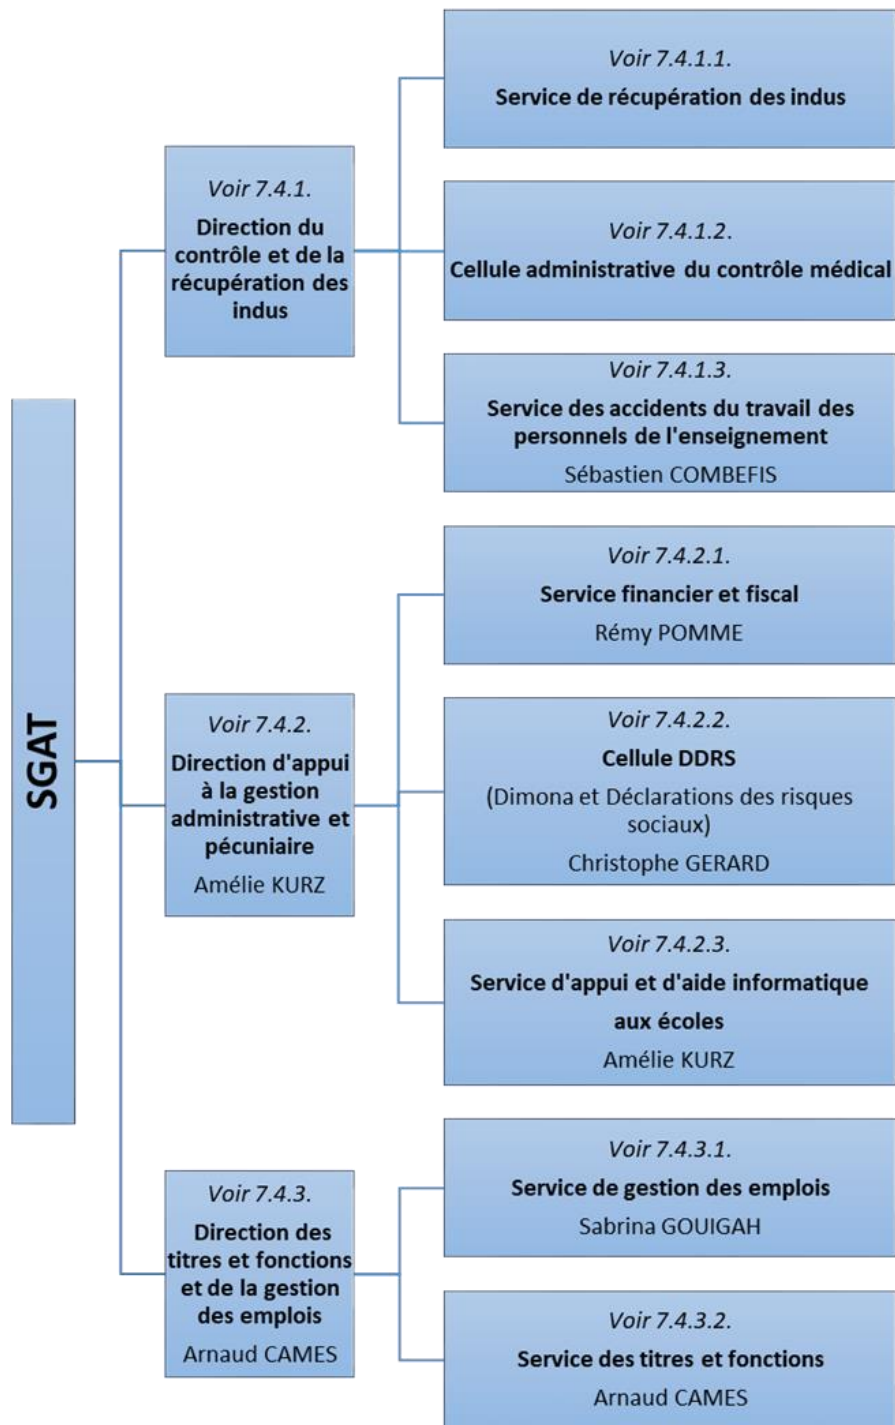 SGAT
Voir 7.4.1.
Direction du
contrôle et de la
récupération des
indus
Voir 7.4.1.1.
Service de récupération des indus
Voir 7.4.1.2.
Cellule administrative du contrôle médical
Voir 7.4.1.3.
Service des accidents du travail des
personnels de l'enseignement
Sébastien COMBEFIS
Voir 7.4.2.
Direction d'appui
à la gestion
administrative et
pécuniaire
Amélie KURZ
Voir 7.4.2.1.
Service financier et fiscal
Rémy POMME
Voir 7.4.2.2.
Cellule DDRS
(Dimona et Déclarations des risques
sociaux)
Christophe GERARD
Voir 7.4.2.3.
Service d'appui et d'aide informatique
aux écoles
Amélie KURZ
Voir 7.4.3.
Direction des
titres et fonctions
et de la gestion
des emplois
Arnaud CAMES
Voir 7.4.3.1.
Service de gestion des emplois
Sabrina GOUIGAH
Voir 7.4.3.2.
Service des titres et fonctions
Arnaud CAMES